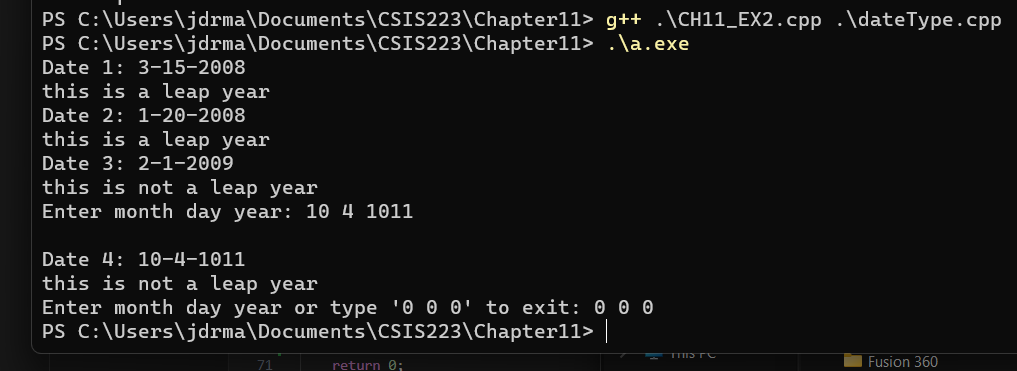 PS C:\Users\jdrma\Documents\CSIS223\Chapter11> g++ .\CH11_EX2.cpp .\dateType.cpp
PS C:\Users\jdrma\Documents\CSIS223\Chapter11> .\a.exe
Date 1: 3-15-2008
this is a leap year
Date 2: 1-20-2008
this is a leap year
Date 3: 2-1-2009
this is not a leap year
Enter month day year: 10 4 1011
Date 4: 10-4-1011
this is not a leap year
Enter month day year or type '0 0 0' to exit: 0 0 0
PS C:\Users\jdrma\Documents\CSIS223\Chapter11>
71 return 0;
This PC
Fusion 360